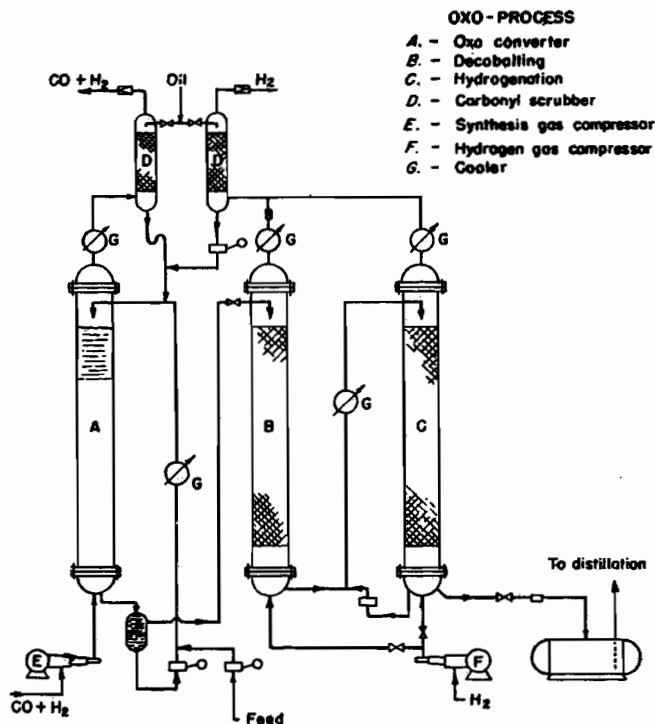 OXO-PROCESS
A. - Oxo converter
B. - Decobalting
C. - Hydrogenation
D. - Carbonyl scrubber
E. - Synthesis gas compressor
F. - Hydrogen gas compressor
G. - Cooler
CO + H2
Oil
H2
D
D
G
G
G
A
B
C
G
G
To distillation
E
F
CO + H2
Feed
H2